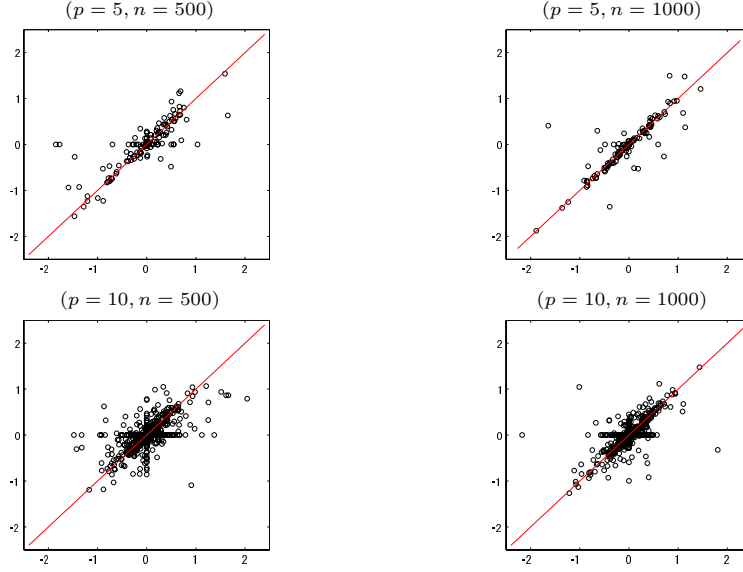 (p = 5, n = 500)
(p = 5, n = 1000)
2
1
0
-1
-2
-2 -1 0 1 2
2
1
0
-1
-2
-2 -1 0 1 2
(p = 10, n = 500)
(p = 10, n = 1000)
2
1
0
-1
-2
-2 -1 0 1 2
2
1
0
-1
-2
-2 -1 0 1 2